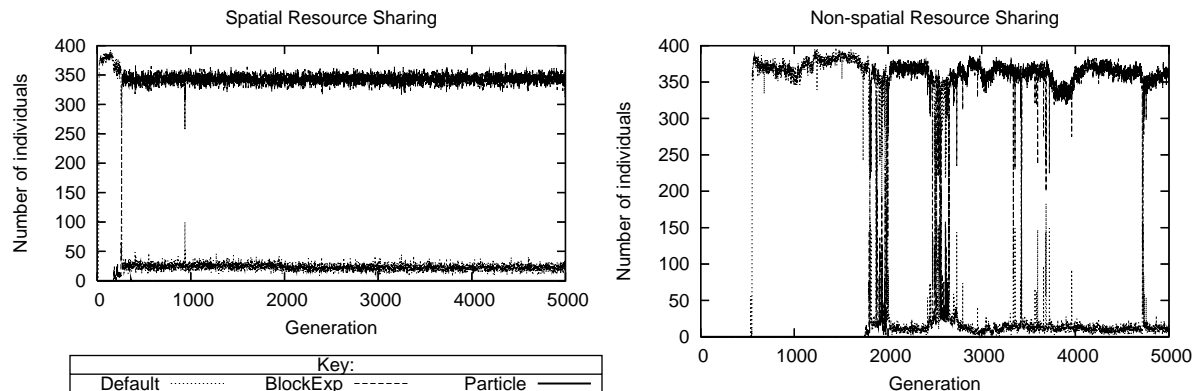 Spatial Resource Sharing
Number of individuals
400
350
300
250
200
150
100
50
0
0 1000 2000 3000 4000 5000
Generation
Non-spatial Resource Sharing
Number of individuals
400
350
300
250
200
150
100
50
0
0 1000 2000 3000 4000 5000
Generation
Key:
Default BlockExp Particle